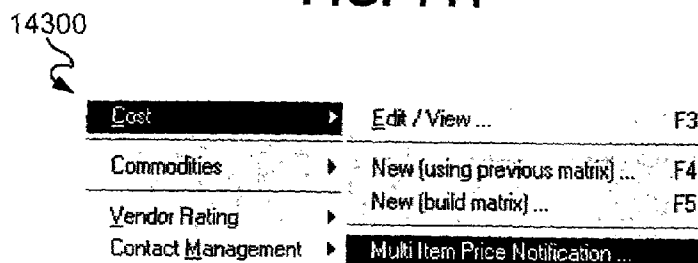 14300
Cost
Edit / View ... F3
Commodities
New (using previous matrix) ... F4
New (build matrix) ... F5
Vendor Rating
Contact Management
Multi Item Price Notification ...